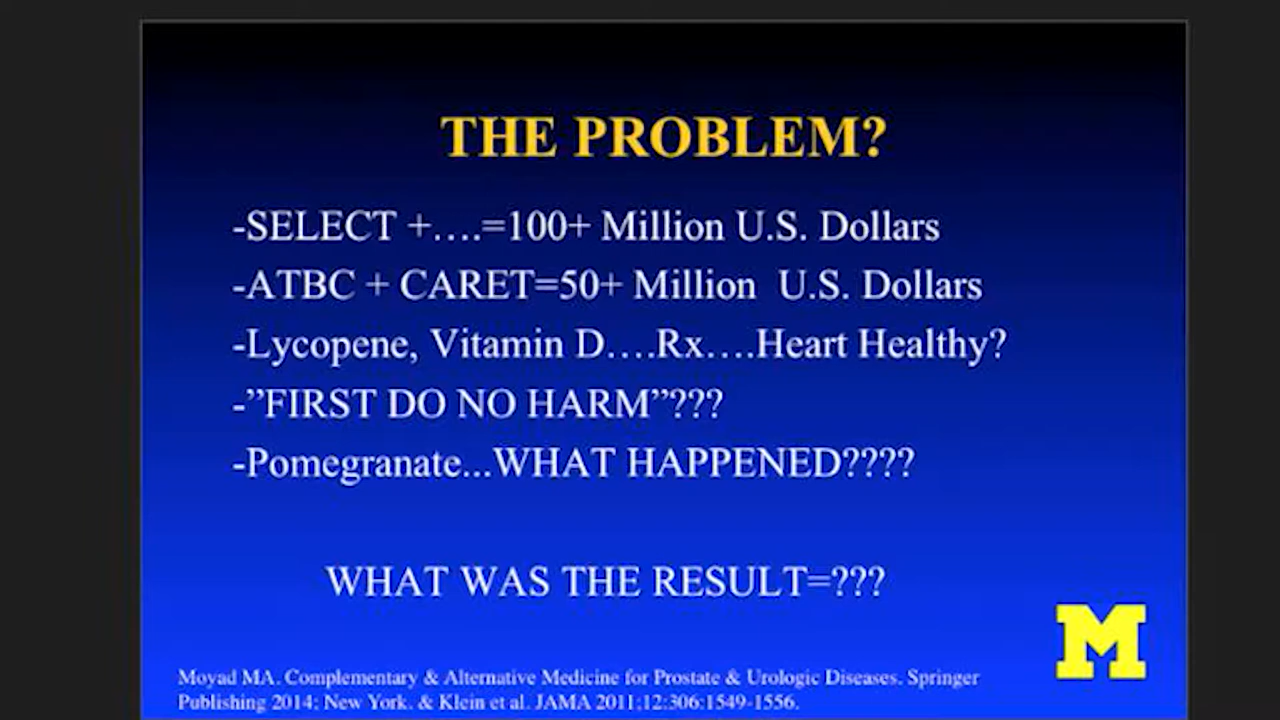 THE PROBLEM?
-SELECT +....=100+ Million U.S. Dollars
-ATBC + CARET=50+ Million  U.S. Dollars
-Lycopene, Vitamin D....Rx....Heart Healthy?
-”FIRST DO NO HARM”???
-Pomegranate...WHAT HAPPENED????
WHAT WAS THE RESULT=???
M
Moyad MA. Complementary & Alternative Medicine for Prostate & Urologic Diseases. Springer
Publishing 2014; New York. & Klein et al. JAMA 2011;12:306:1549-1556.